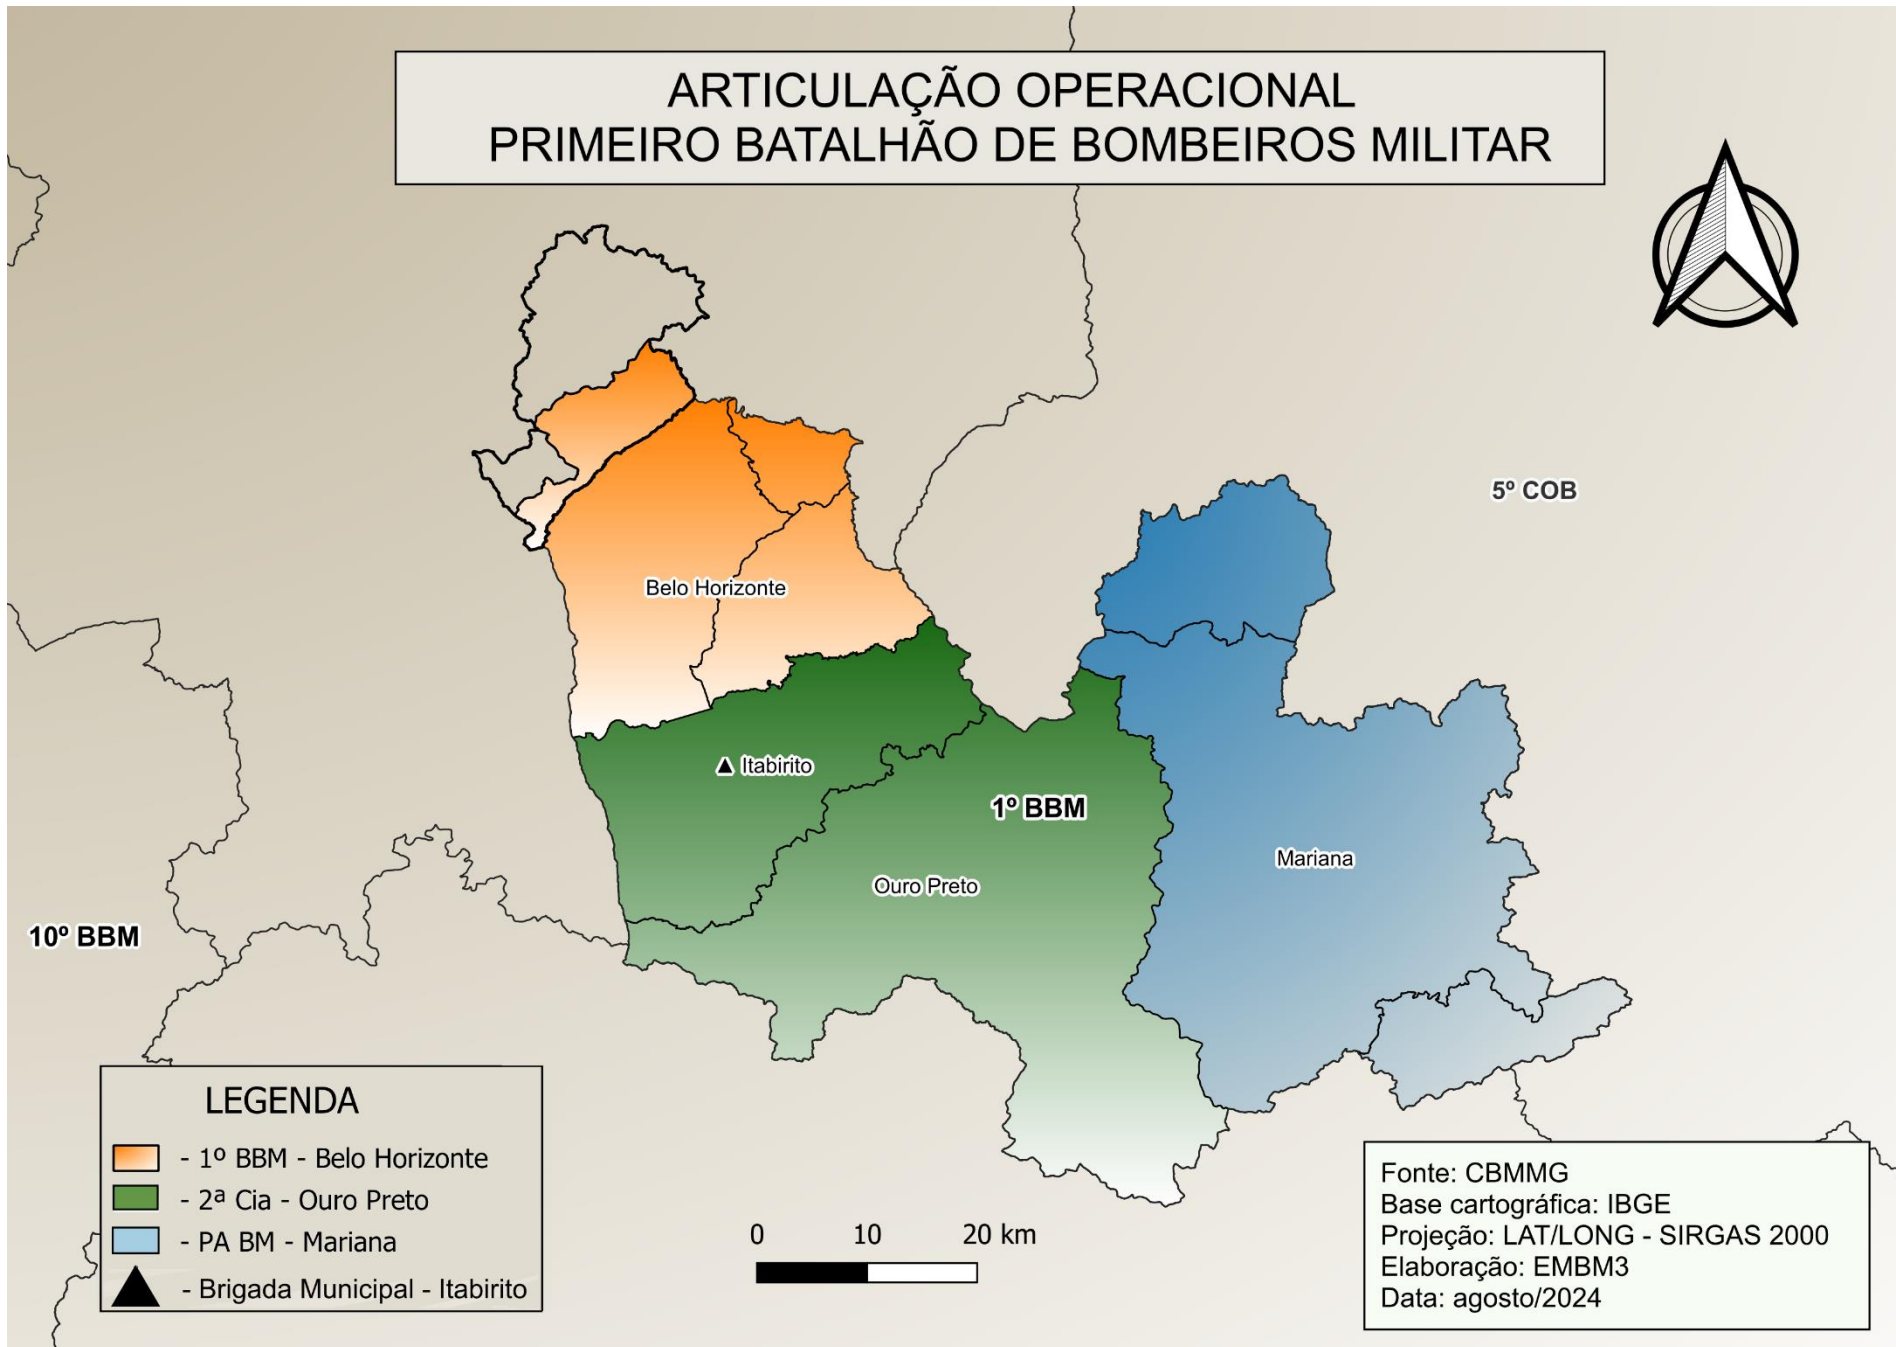 ARTICULAÇÃO OPERACIONAL
PRIMEIRO BATALHÃO DE BOMBEIROS MILITAR
5º COB
Belo Horizonte
Itabirito
1º BBM
Mariana
Ouro Preto
10º BBM
LEGENDA
- 1º BBM - Belo Horizonte
- 2ª Cia - Ouro Preto
- PA BM - Mariana
- Brigada Municipal - Itabirito
0 10 20 km
Fonte: CBMMG
Base cartográfica: IBGE
Projeção: LAT/LONG - SIRGAS 2000
Elaboração: EMBM3
Data: agosto/2024